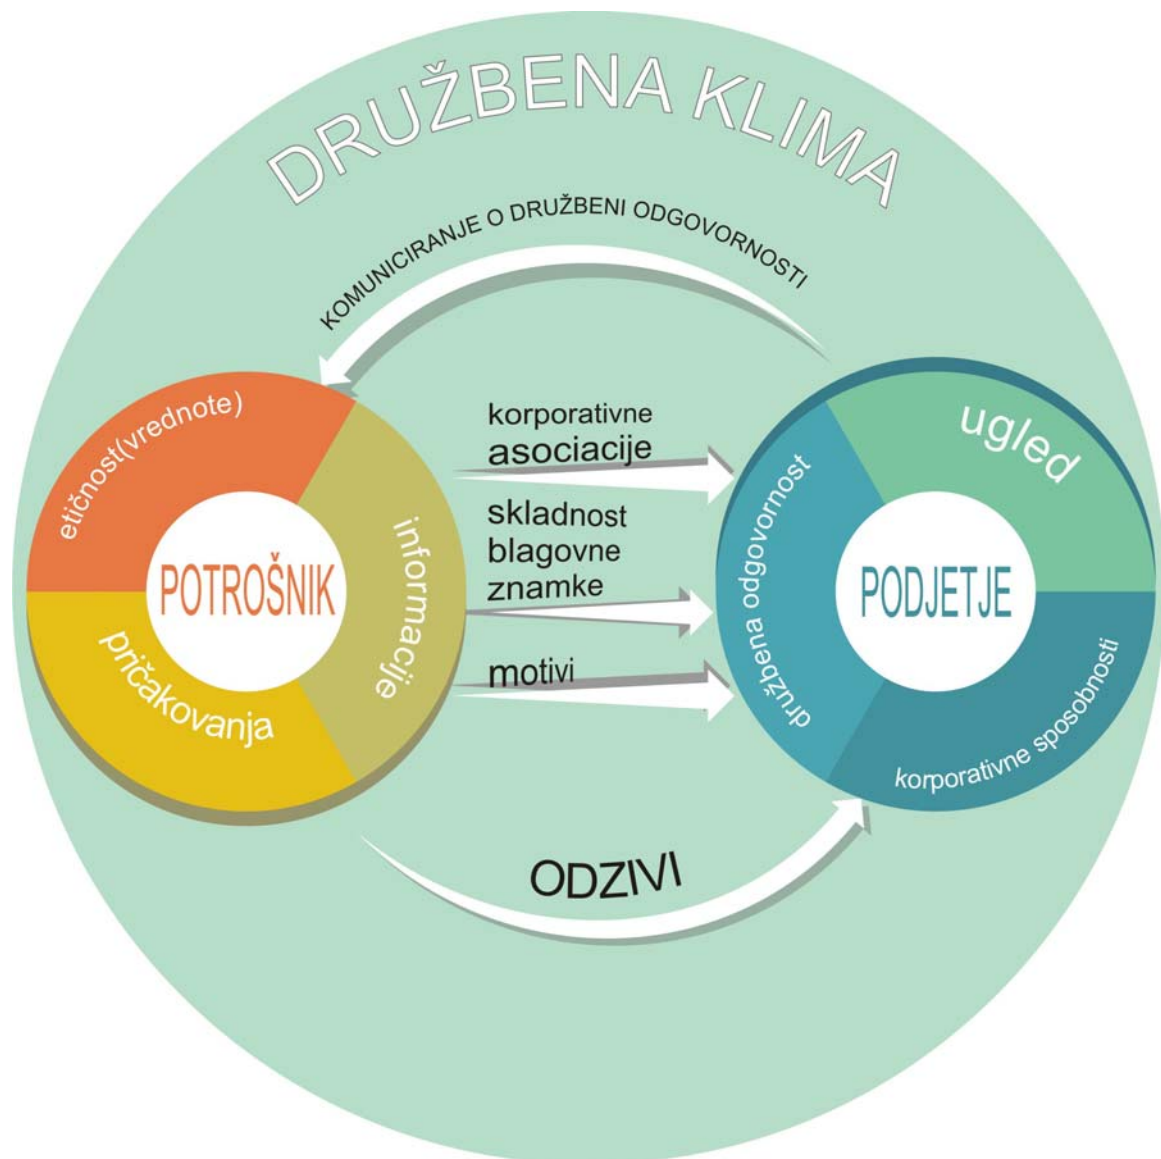 DRUŽBENA KLIMA
KOMUNICIRANJE O DRUŽBENI ODGOVORNOSTI
etičnost(vrednote)
informacije
pričakovanja
POTROŠNIK
korporativne
asociacije
skladnost
blagovne
znamke
motivi
ugled
družbena odgovornost
korporativne sposobnosti
PODJETJE
ODZIVI